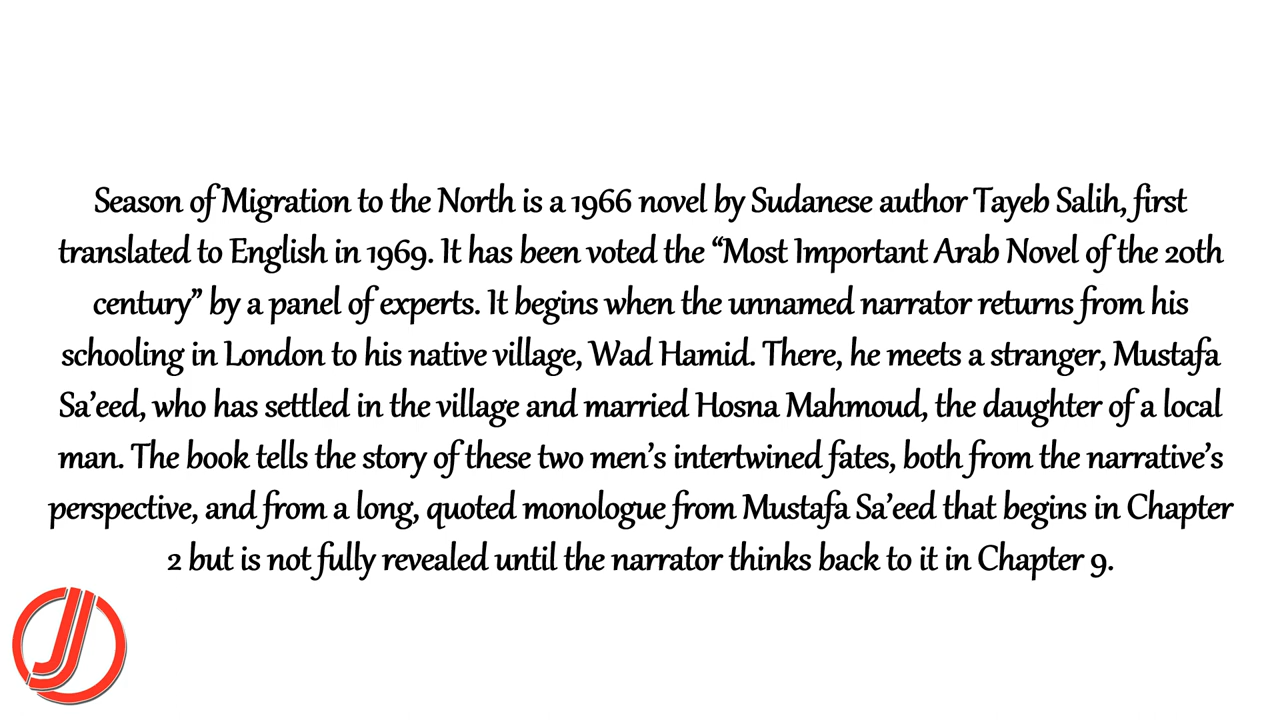 Season of Migration to the North is a 1966 novel by Sudanese author Tayeb Salih, first
translated to English in 1969. It has been voted the “Most Important Arab Novel of the 20th
century” by a panel of experts. It begins when the unnamed narrator returns from his
schooling in London to his native village, Wad Hamid. There, he meets a stranger, Mustafa
Sa’eed, who has settled in the village and married Hosna Mahmoud, the daughter of a local
man. The book tells the story of these two men’s intertwined fates, both from the narrative’s
perspective, and from a long, quoted monologue from Mustafa Sa’eed that begins in Chapter
2 but is not fully revealed until the narrator thinks back to it in Chapter 9.